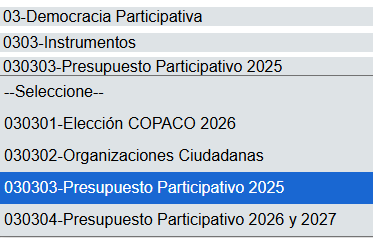 03-Democracia Participativa
0303-Instrumentos
030303-Presupuesto Participativo 2025
--Seleccione--
030301-Elección COPACO 2026
030302-Organizaciones Ciudadanas
030303-Presupuesto Participativo 2025
030304-Presupuesto Participativo 2026 y 2027